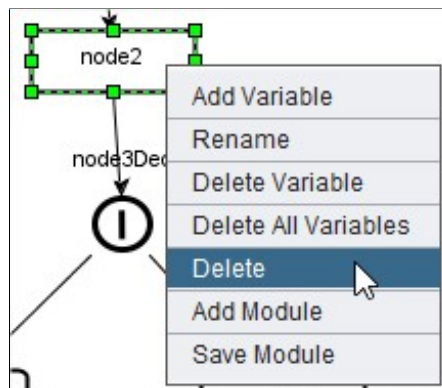 node2
Add Variable
Rename
node3Dec
Delete Variable
Delete All Variables
Delete
Add Module
Save Module